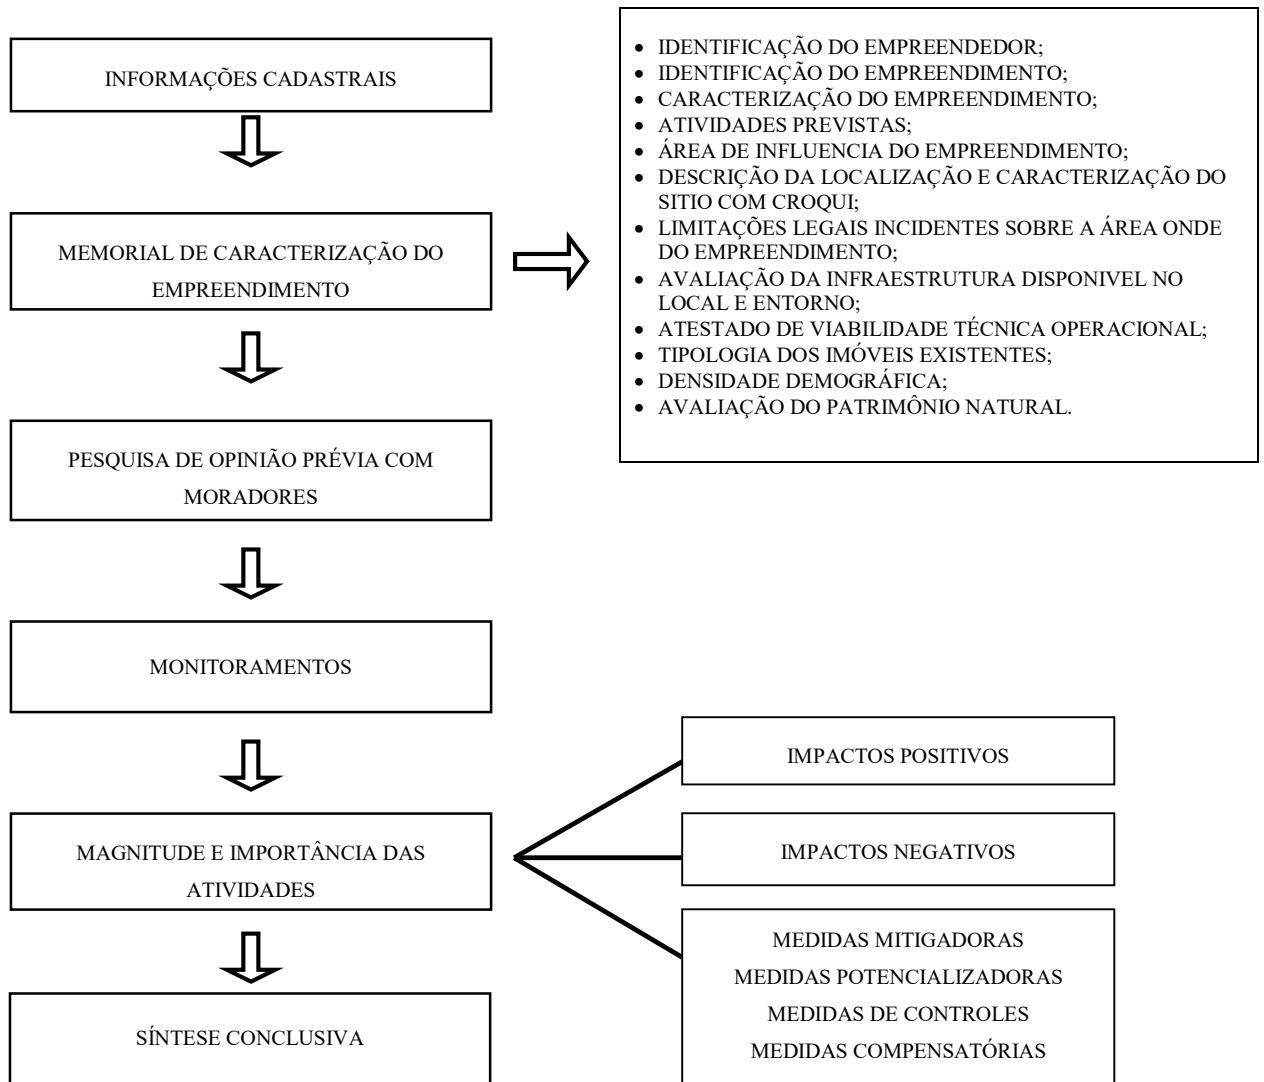 INFORMAÇÕES CADASTRAIS
MEMORIAL DE CARACTERIZAÇÃO DO
EMPREENDIMENTO
• IDENTIFICAÇÃO DO EMPREENDEDOR;
• IDENTIFICAÇÃO DO EMPREENDIMENTO;
• CARACTERIZAÇÃO DO EMPREENDIMENTO;
• ATIVIDADES PREVISTAS;
• ÁREA DE INFLUENCIA DO EMPREENDIMENTO;
• DESCRIÇÃO DA LOCALIZAÇÃO E CARACTERIZAÇÃO DO
SITIO COM CROQUI;
• LIMITAÇÕES LEGAIS INCIDENTES SOBRE A ÁREA ONDE
DO EMPREENDIMENTO;
• AVALIAÇÃO DA INFRAESTRUTURA DISPONIVEL NO
LOCAL E ENTORNO;
• ATESTADO DE VIABILIDADE TÉCNICA OPERACIONAL;
• TIPOLOGIA DOS IMÓVEIS EXISTENTES;
• DENSIDADE DEMOGRÁFICA;
• AVALIAÇÃO DO PATRIMÔNIO NATURAL.
PESQUISA DE OPINIÃO PRÉVIA COM
MORADORES
MONITORAMENTOS
MAGNITUDE E IMPORTÂNCIA DAS
ATIVIDADES
IMPACTOS POSITIVOS
IMPACTOS NEGATIVOS
MEDIDAS MITIGADORAS
MEDIDAS POTENCIALIZADORAS
MEDIDAS DE CONTROLES
MEDIDAS COMPENSATÓRIAS
SÍNTESE CONCLUSIVA